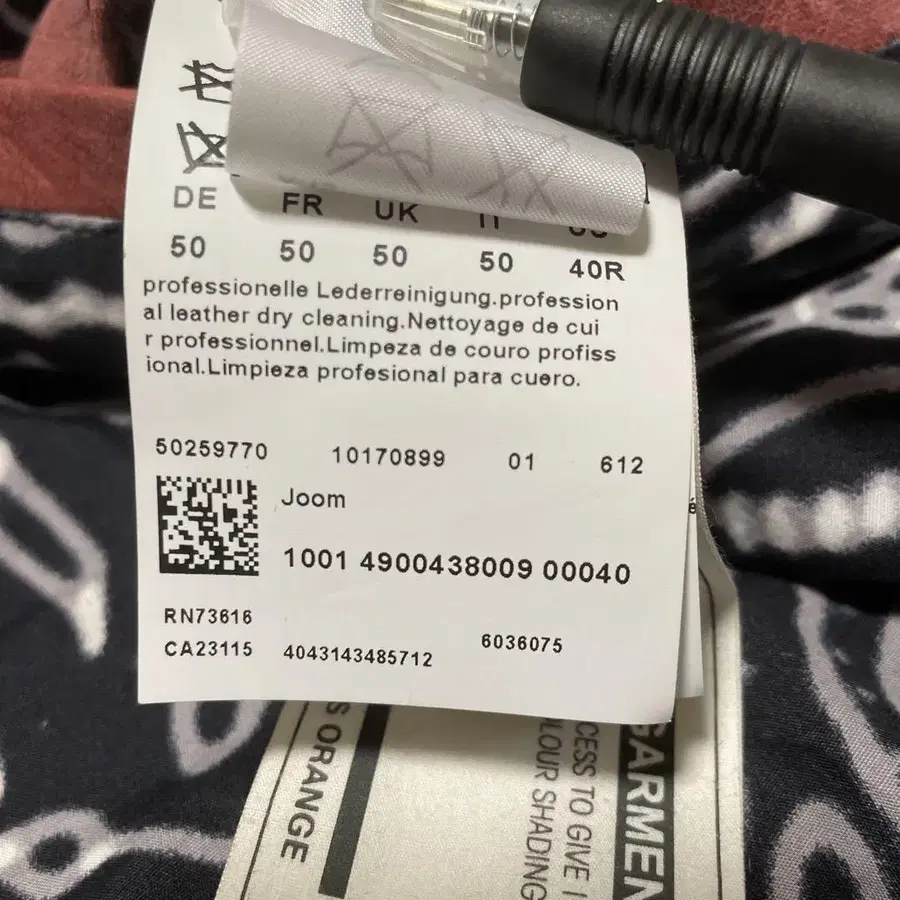 DE FR UK IT US
50 50 50 50 40R
professionelle Lederreinigung.profession
al leather dry cleaning.Nettoyage de cui
r professionnel.Limpeza de couro profiss
ional.Limpieza profesional para cuero.
50259770 10170899 01 612
Joom
1001 4900438009 00040
RN73616
CA23115 4043143485712 6036075
S ORANGE
CESS TO GIVE
LOUR SHADING
GARMEN